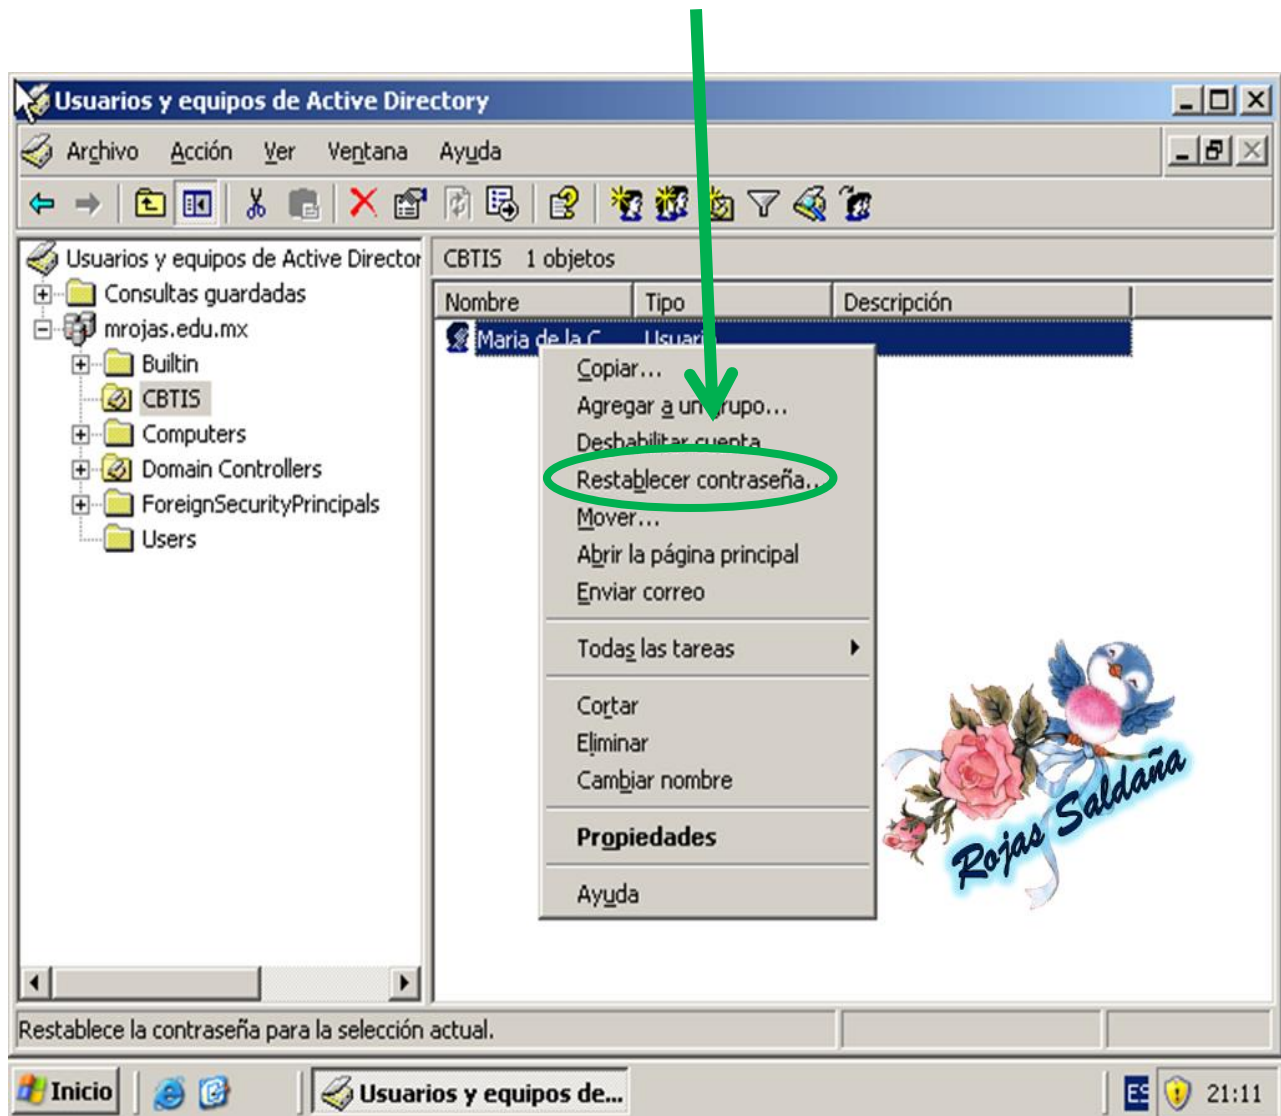 Usuarios y equipos de Active Directory
Archivo Acción Ver Ventana Ayuda
Usuarios y equipos de Active Director
Consultas guardadas
mrojas.edu.mx
Builtin
CBTIS
Computers
Domain Controllers
ForeignSecurityPrincipals
Users
CBTIS 1 objetos
Nombre Tipo Descripción
Maria de la C... Usuario
Copiar...
Agregar a un grupo...
Deshabilitar cuenta
Restablecer contraseña...
Mover...
Abrir la página principal
Enviar correo
Todas las tareas
Cortar
Eliminar
Cambiar nombre
Propiedades
Ayuda
Rojas Saldaña
Restablece la contraseña para la selección actual.
Inicio
Usuarios y equipos de...
ES
21:11